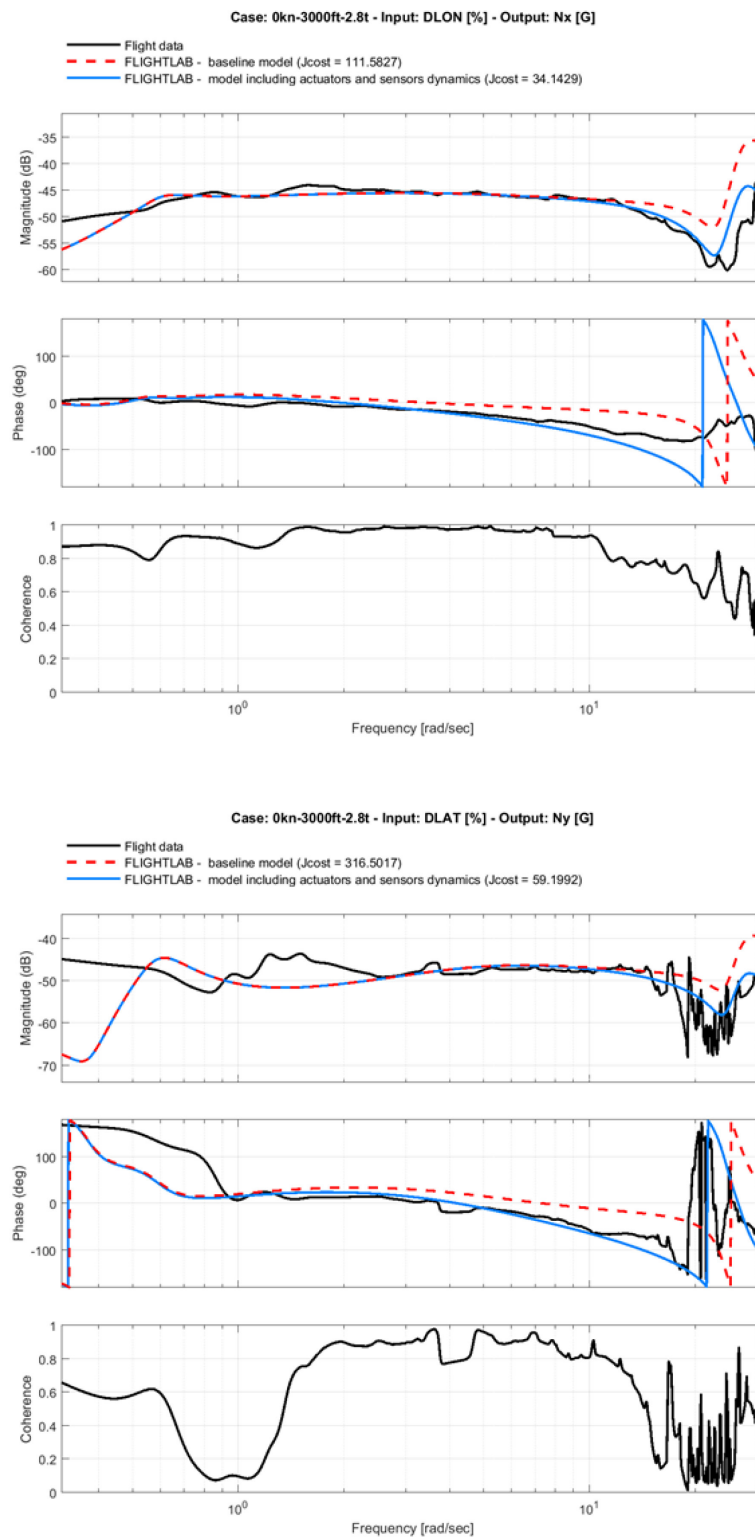 Case: 0kn-3000ft-2.8t - Input: DLON [%] - Output: Nx [G]
Flight data
FLIGHTLAB - baseline model (Jcost = 111.5827)
FLIGHTLAB - model including actuators and sensors dynamics (Jcost = 34.1429)
Magnitude (dB)
-35
-40
-45
-50
-55
-60
Phase (deg)
100
0
-100
Coherence
1
0.8
0.6
0.4
0.2
0
10^0
10^1
Frequency [rad/sec]
Case: 0kn-3000ft-2.8t - Input: DLAT [%] - Output: Ny [G]
Flight data
FLIGHTLAB - baseline model (Jcost = 316.5017)
FLIGHTLAB - model including actuators and sensors dynamics (Jcost = 59.1992)
Magnitude (dB)
-40
-50
-60
-70
Phase (deg)
100
0
-100
Coherence
1
0.8
0.6
0.4
0.2
0
10^0
10^1
Frequency [rad/sec]